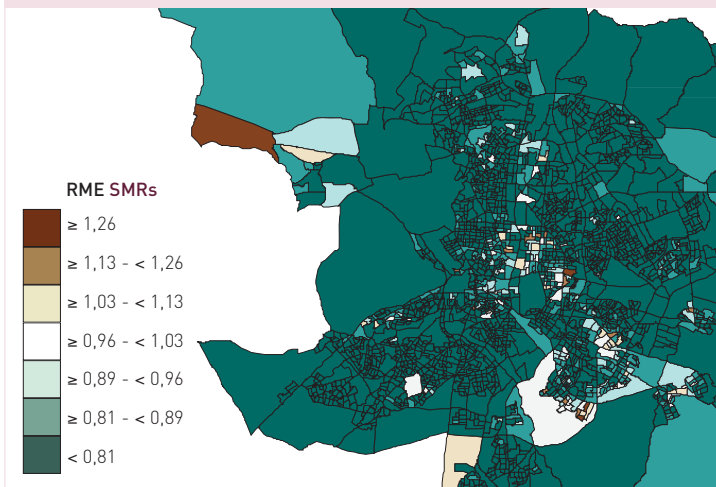 RME SMRs
≥ 1,26
≥ 1,13 - < 1,26
≥ 1,03 - < 1,13
≥ 0,96 - < 1,03
≥ 0,89 - < 0,96
≥ 0,81 - < 0,89
< 0,81